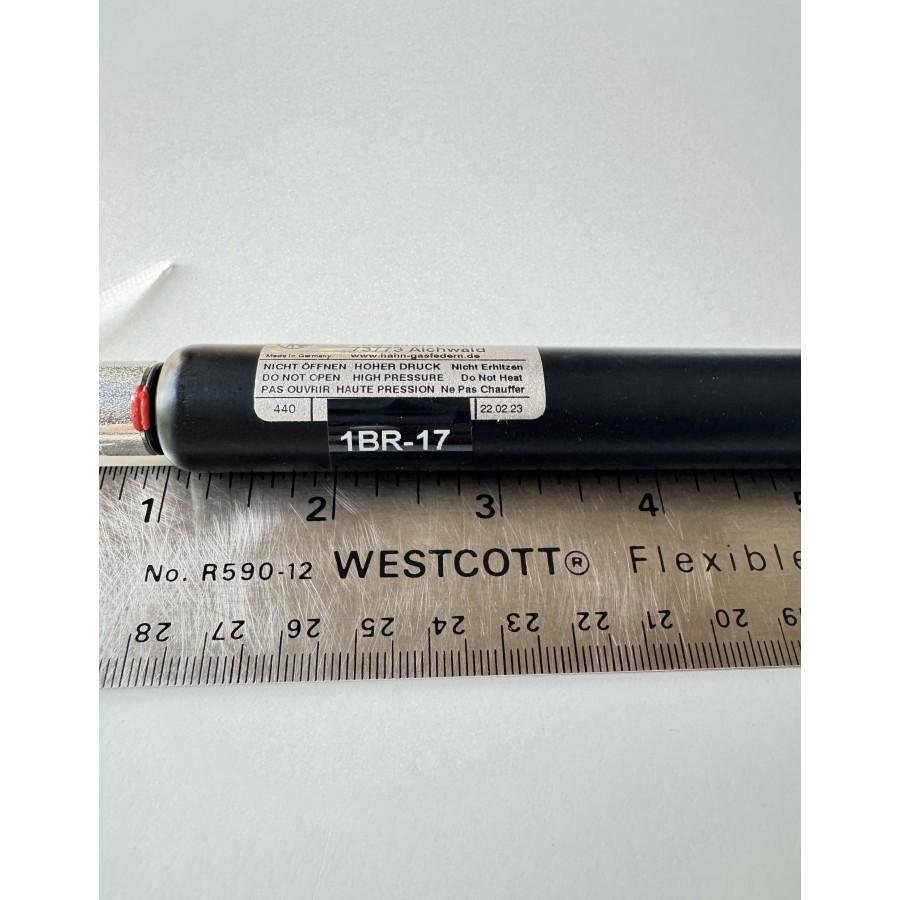 73773 Aichwald
Made in Germany www.hahn-gasfedern.de
NICHT ÖFFNEN HOHER DRUCK Nicht Erhitzen
DO NOT OPEN HIGH PRESSURE Do Not Heat
PAS OUVRIR HAUTE PRESSION Ne Pas Chauffer
440 22.02.23
1BR-17
1 2 3 4 5
No. R590-12 WESTCOTT® Flexible
28 27 26 25 24 23 22 21 20 19